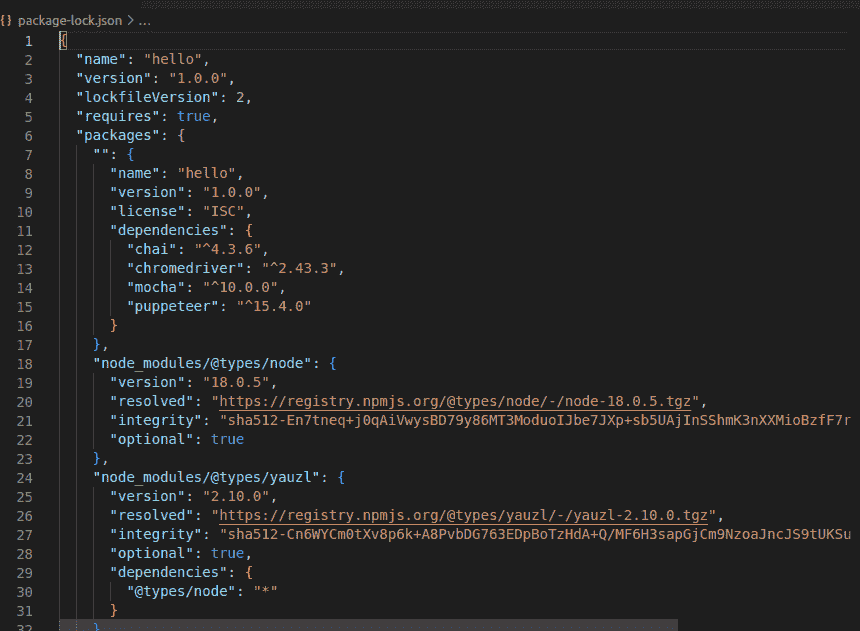 {} package-lock.json > ...
1 {
2 "name": "hello",
3 "version": "1.0.0",
4 "lockfileVersion": 2,
5 "requires": true,
6 "packages": {
7 "": {
8 "name": "hello",
9 "version": "1.0.0",
10 "license": "ISC",
11 "dependencies": {
12 "chai": "^4.3.6",
13 "chromedriver": "^2.43.3",
14 "mocha": "^10.0.0",
15 "puppeteer": "^15.4.0"
16 }
17 },
18 "node_modules/@types/node": {
19 "version": "18.0.5",
20 "resolved": "https://registry.npmjs.org/@types/node/-/node-18.0.5.tgz",
21 "integrity": "sha512-En7tneq+j0qAiVwysBD79y86MT3ModuoIJbe7JXp+sb5UAjInSShmK3nXXMioBzfF7r
22 "optional": true
23 },
24 "node_modules/@types/yauzl": {
25 "version": "2.10.0",
26 "resolved": "https://registry.npmjs.org/@types/yauzl/-/yauzl-2.10.0.tgz",
27 "integrity": "sha512-Cn6WYCm0tXv8p6k+A8PvbDG763EDpBoTzHdA+Q/MF6H3sapGjCm9NzoaJncJS9tUKSu
28 "optional": true,
29 "dependencies": {
30 "@types/node": "*"
31 }
32 }